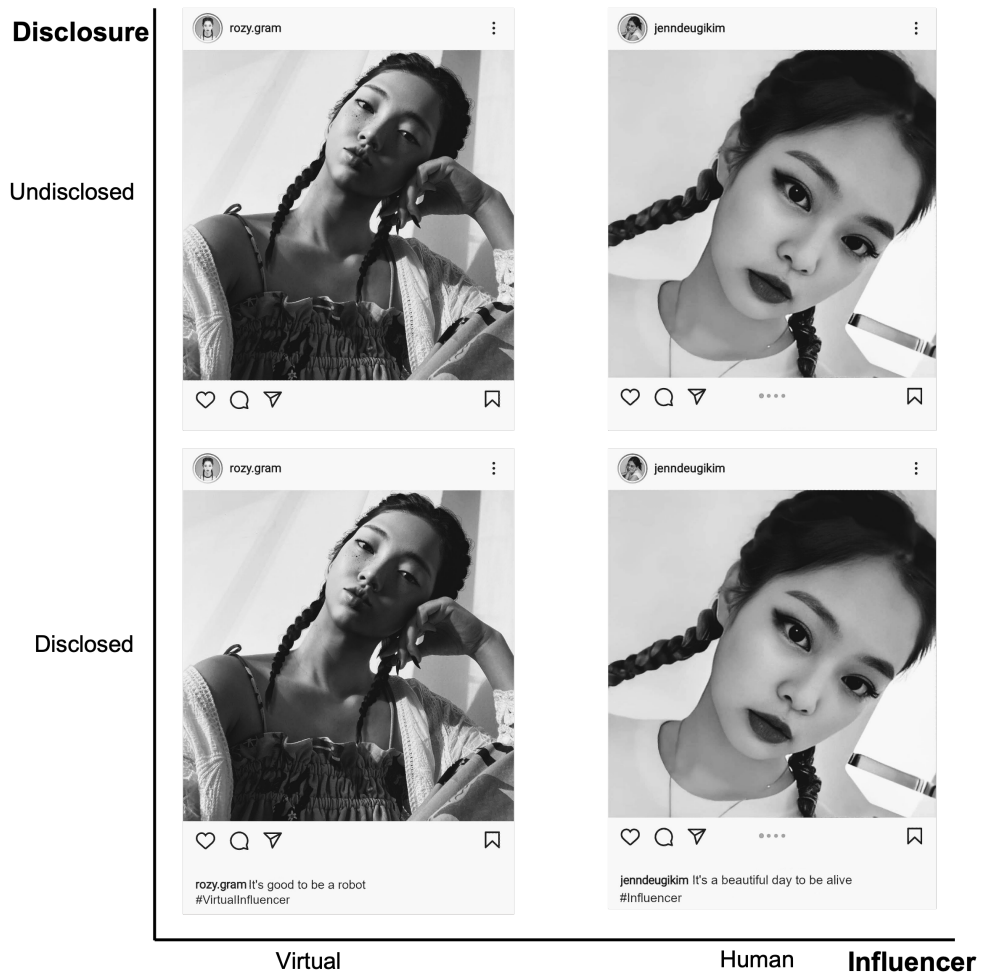 Disclosure
rozy.gram
jenndeugikim
Undisclosed
rozy.gram
jenndeugikim
Disclosed
rozy.gram It's good to be a robot
#VirtualInfluencer
jenndeugikim It's a beautiful day to be alive
#Influencer
Virtual
Human
Influencer